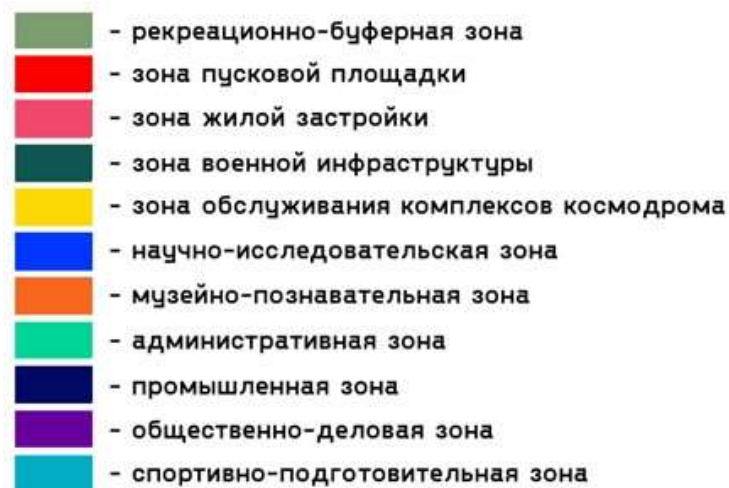 - рекреационно-буферная зона
- зона пусковой площадки
- зона жилой застройки
- зона военной инфраструктуры
- зона обслуживания комплексов космодрома
- научно-исследовательская зона
- музейно-познавательная зона
- административная зона
- промышленная зона
- общественно-деловая зона
- спортивно-подготовительная зона